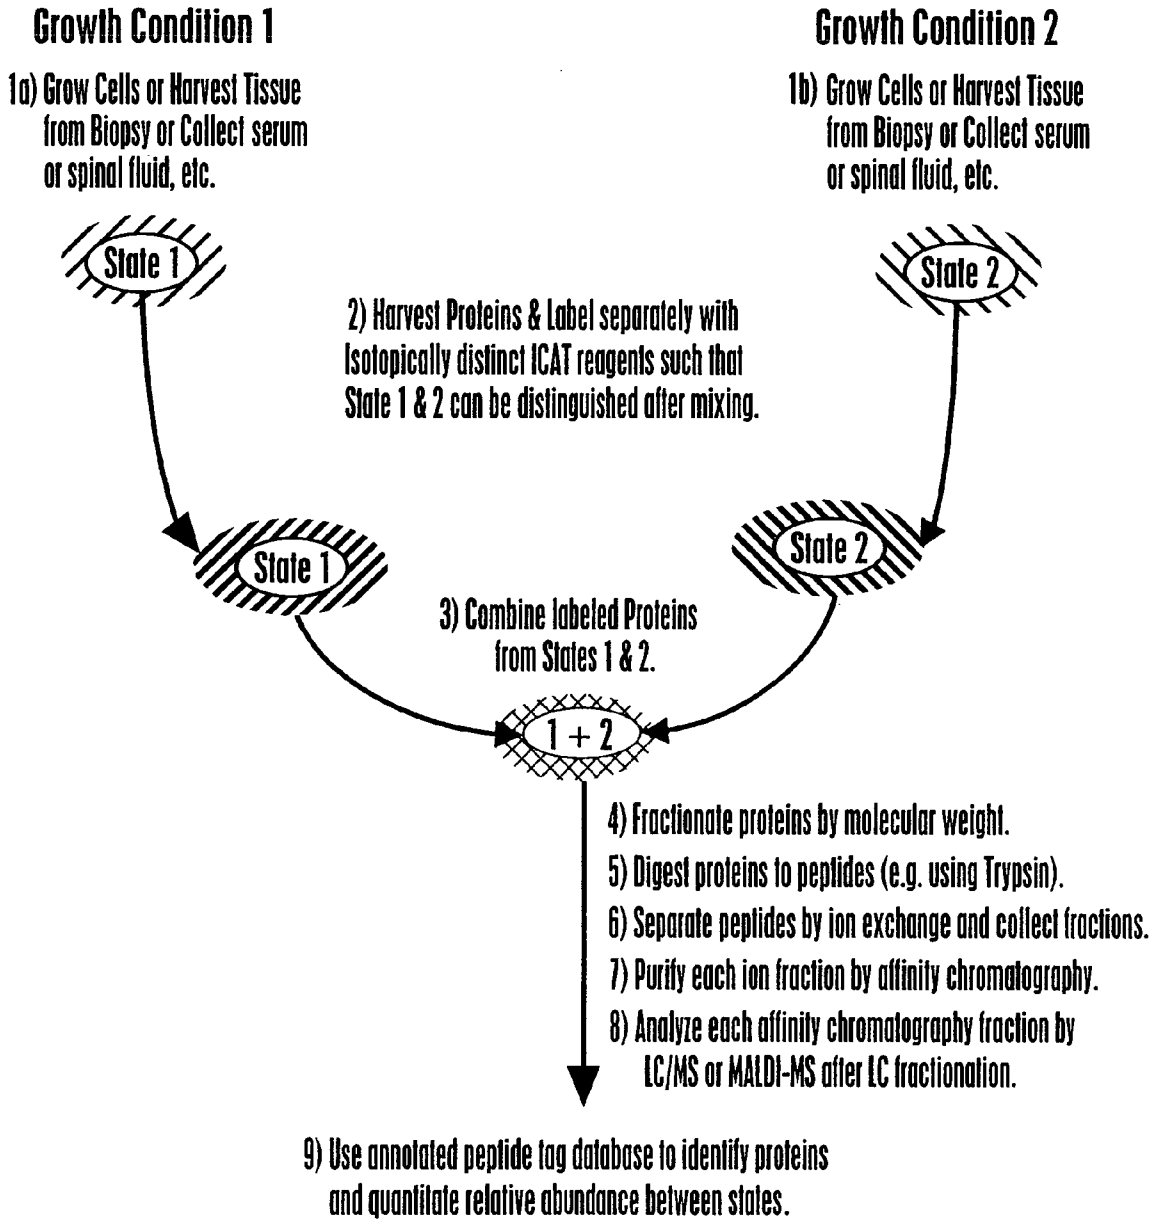 Growth Condition 1
Growth Condition 2
1a) Grow Cells or Harvest Tissue
from Biopsy or Collect serum
or spinal fluid, etc.
1b) Grow Cells or Harvest Tissue
from Biopsy or Collect serum
or spinal fluid, etc.
State 1
State 2
2) Harvest Proteins & Label separately with
Isotopically distinct ICAT reagents such that
State 1 & 2 can be distinguished after mixing.
State 1
State 2
3) Combine labeled Proteins
from States 1 & 2.
1 + 2
4) Fractionate proteins by molecular weight.
5) Digest proteins to peptides (e.g. using Trypsin).
6) Separate peptides by ion exchange and collect fractions.
7) Purify each ion fraction by affinity chromatography.
8) Analyze each affinity chromatography fraction by
LC/MS or MALDI-MS after LC fractionation.
9) Use annotated peptide tag database to identify proteins
and quantitate relative abundance between states.